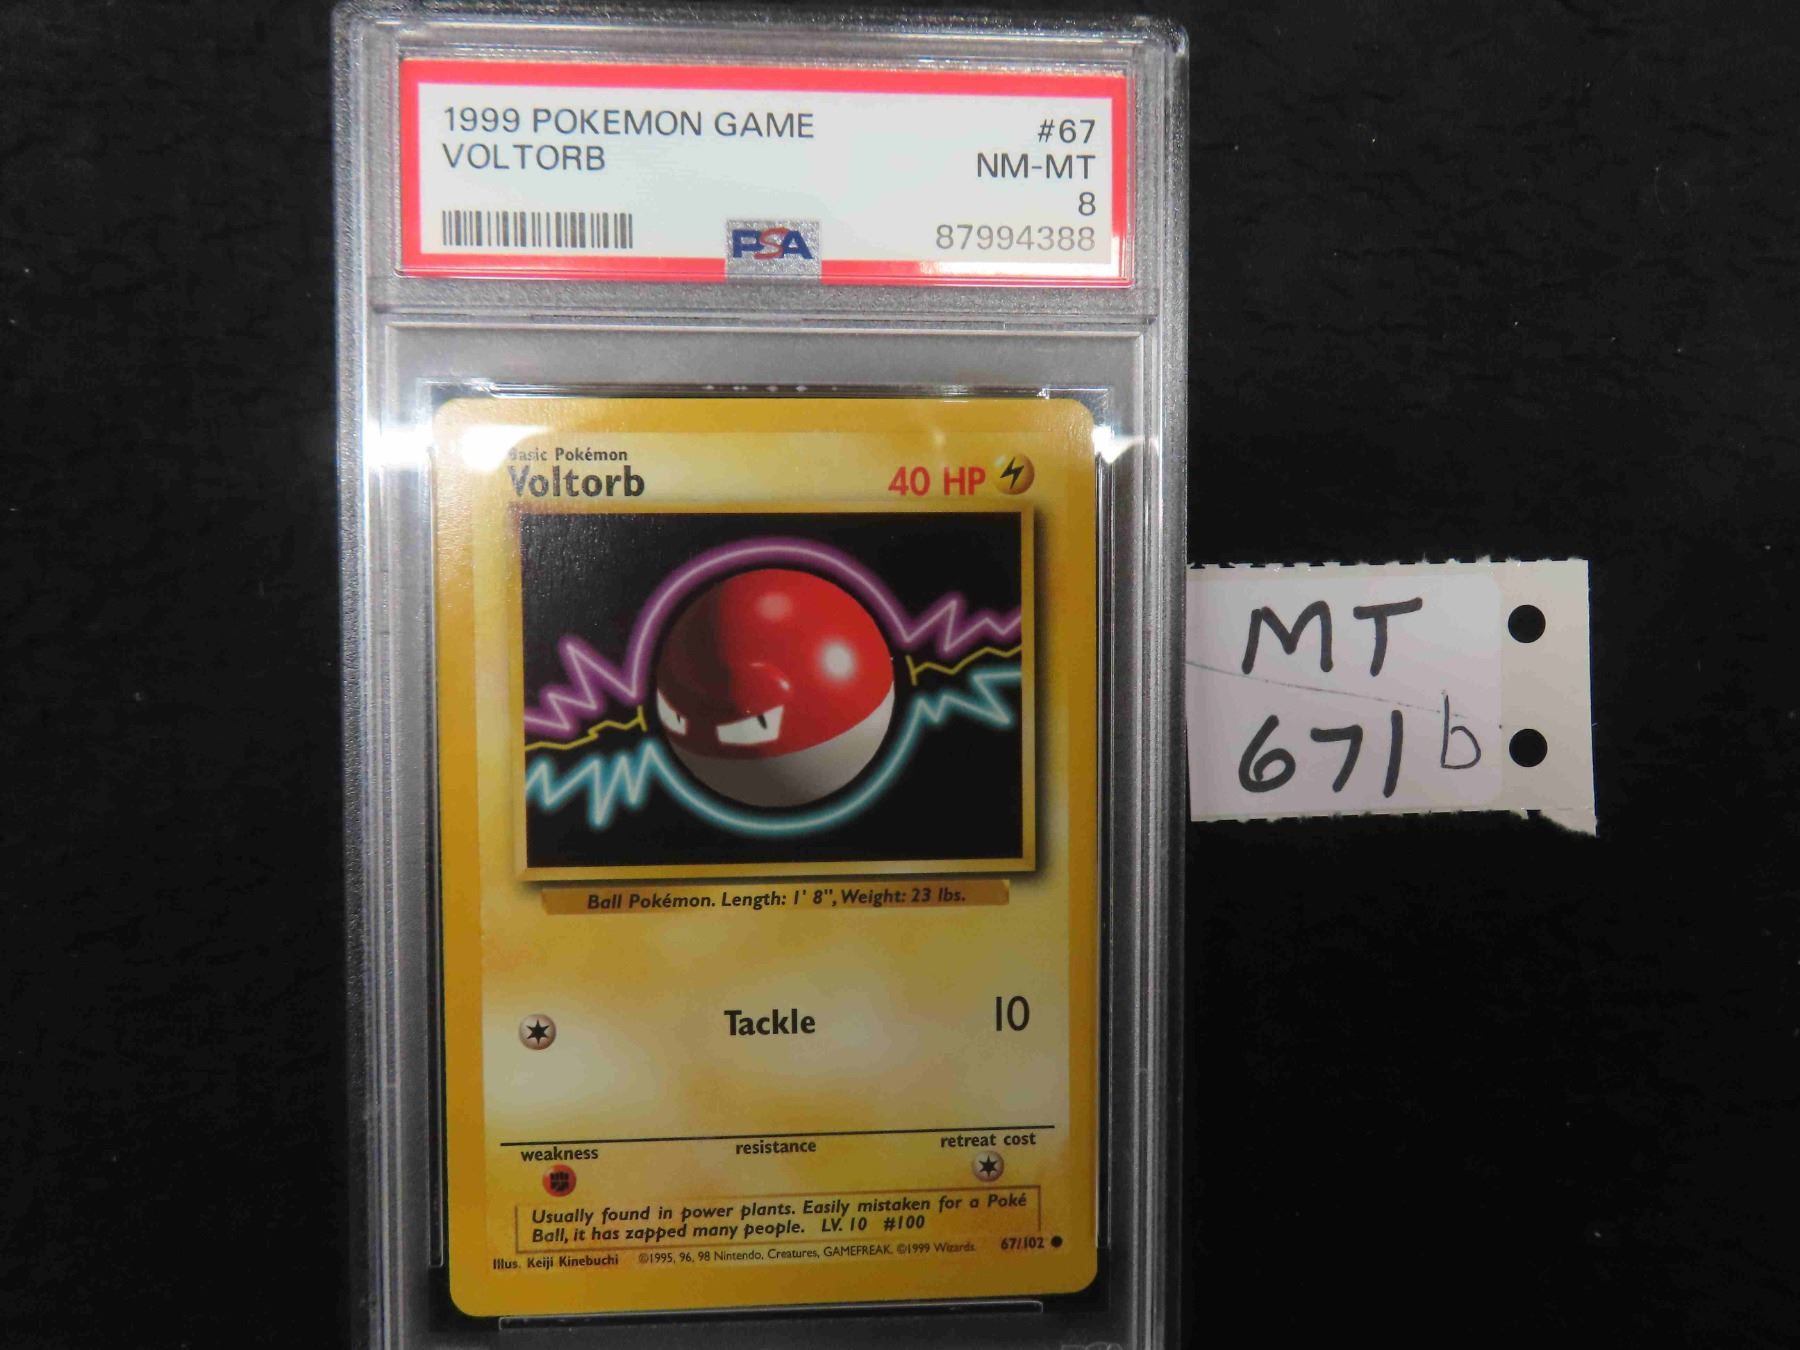 1999 POKEMON GAME #67
VOLTORB NM-MT
8
PSA 87994388
Basic Pokémon
Voltorb 40 HP
Ball Pokémon. Length: 1' 8", Weight: 23 lbs.
Tackle 10
weakness resistance retreat cost
Usually found in power plants. Easily mistaken for a Poké
Ball, it has zapped many people. LV. 10 #100
Illus. Keiji Kinebuchi ©1995, 96, 98 Nintendo, Creatures, GAMEFREAK. ©1999 Wizards. 67/102
MT
671b